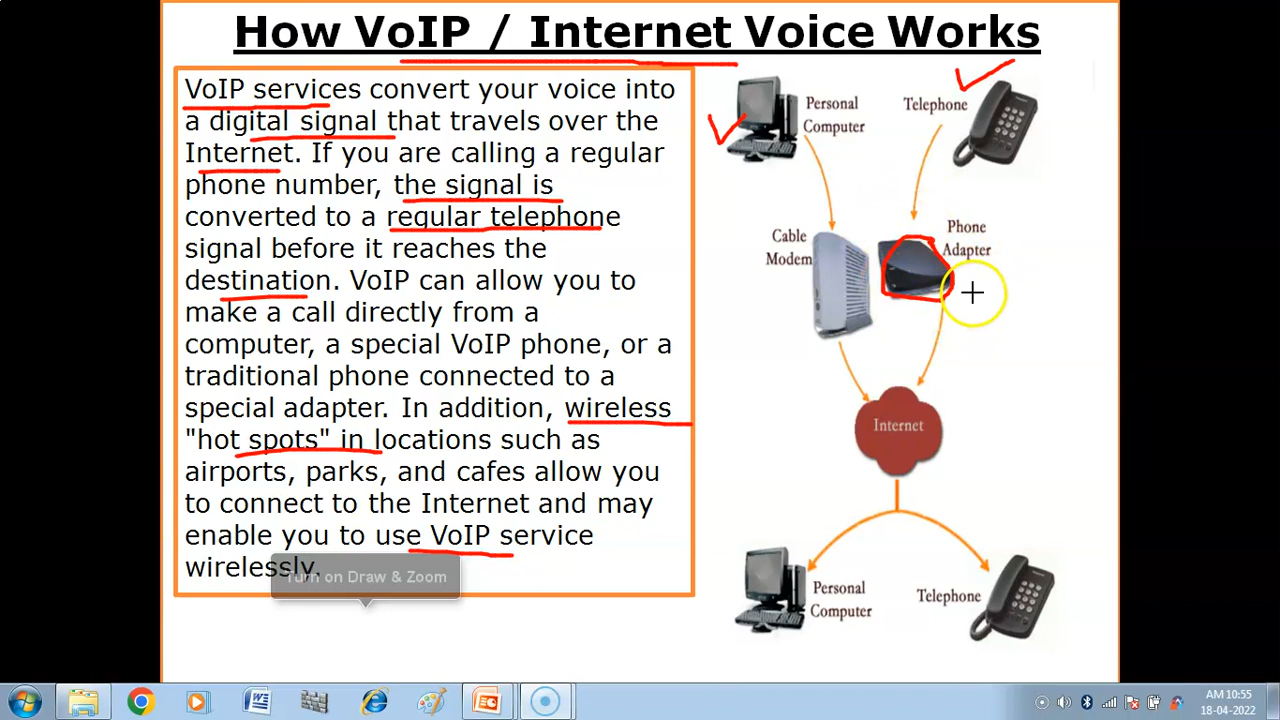 How VoIP / Internet Voice Works
VoIP services convert your voice into
a digital signal that travels over the
Internet. If you are calling a regular
phone number, the signal is
converted to a regular telephone
signal before it reaches the
destination. VoIP can allow you to
make a call directly from a
computer, a special VoIP phone, or a
traditional phone connected to a
special adapter. In addition, wireless
"hot spots" in locations such as
airports, parks, and cafes allow you
to connect to the Internet and may
enable you to use VoIP service
wirelessly.
Turn on Draw & Zoom
Personal
Computer
Telephone
Cable
Modem
Phone
Adapter
Internet
Personal
Computer
Telephone
AM 10:55
18-04-2022